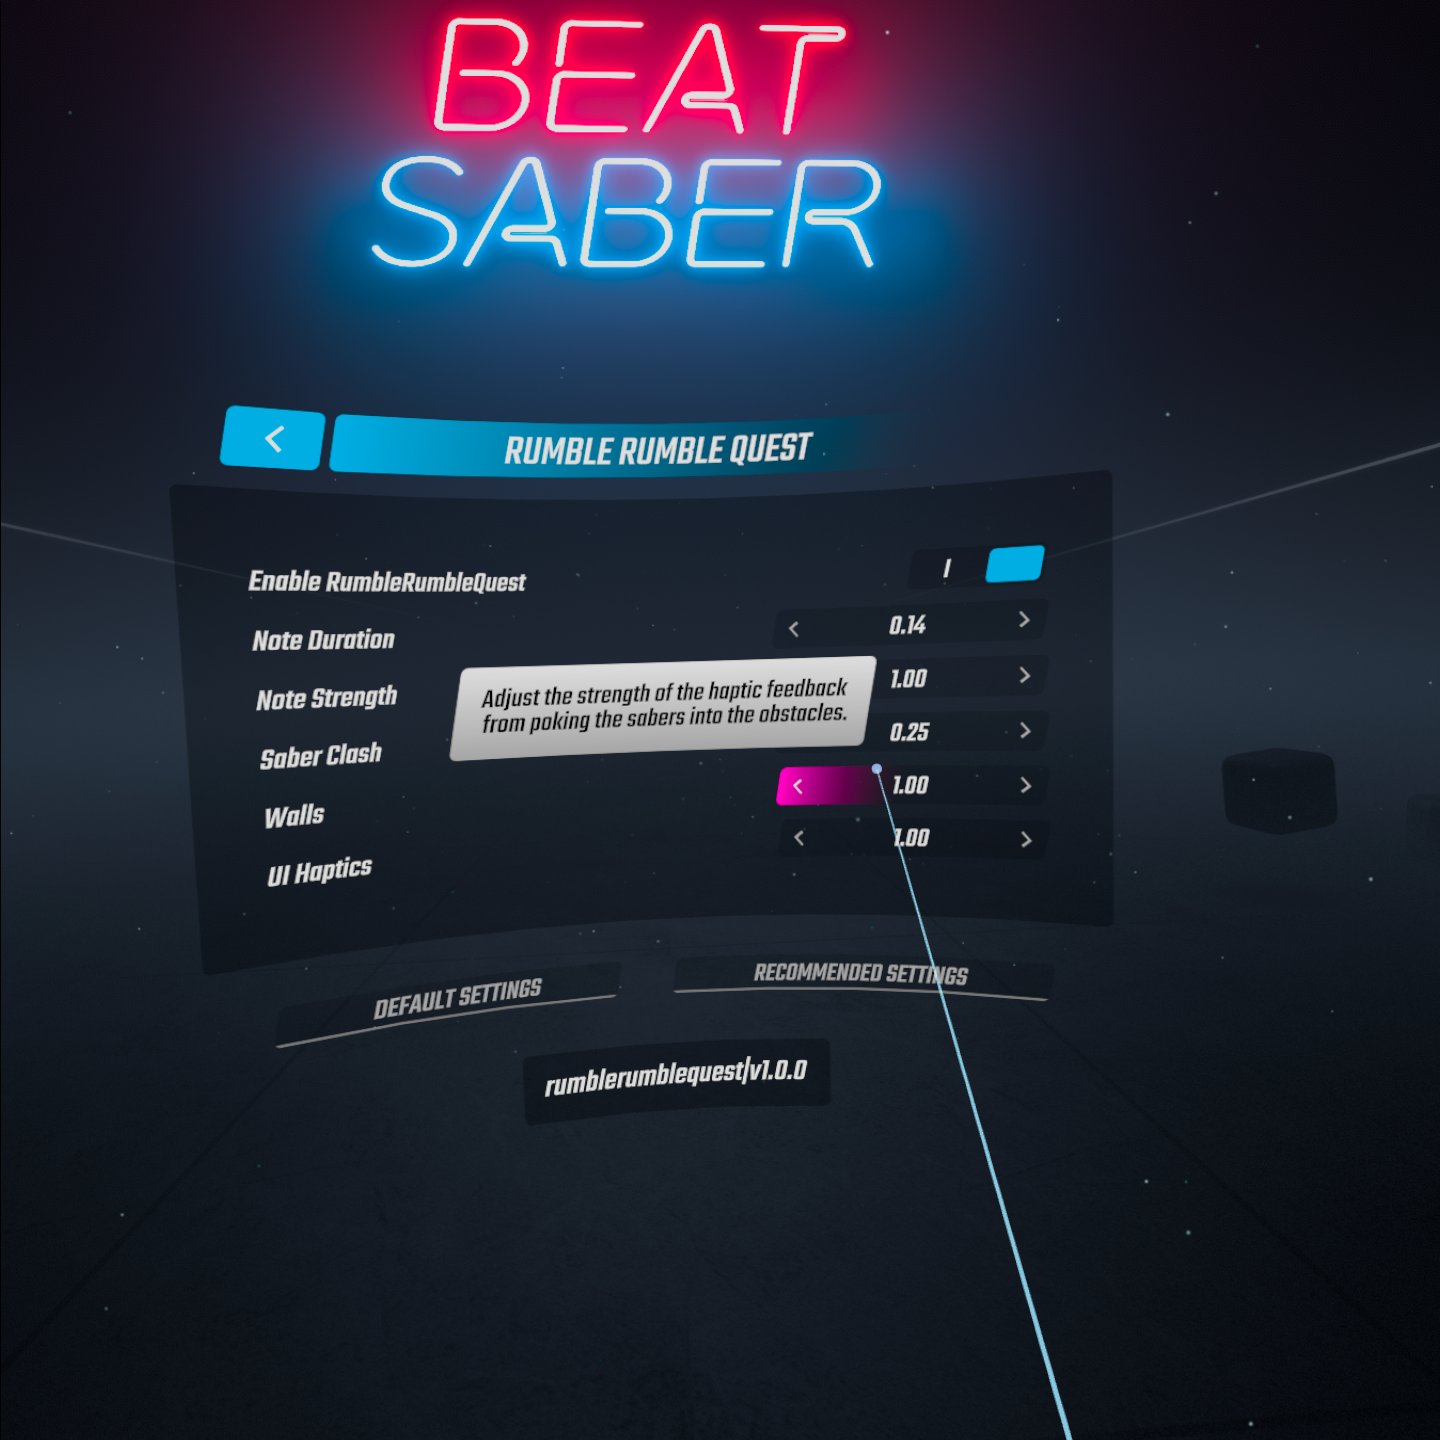 BEAT
SABER
RUMBLE RUMBLE QUEST
Enable RumbleRumbleQuest
I
Note Duration
0.14
Note Strength
1.00
Adjust the strength of the haptic feedback
from poking the sabers into the obstacles.
Saber Clash
0.25
Walls
1.00
UI Haptics
1.00
DEFAULT SETTINGS
RECOMMENDED SETTINGS
rumblerumblequest|v1.0.0